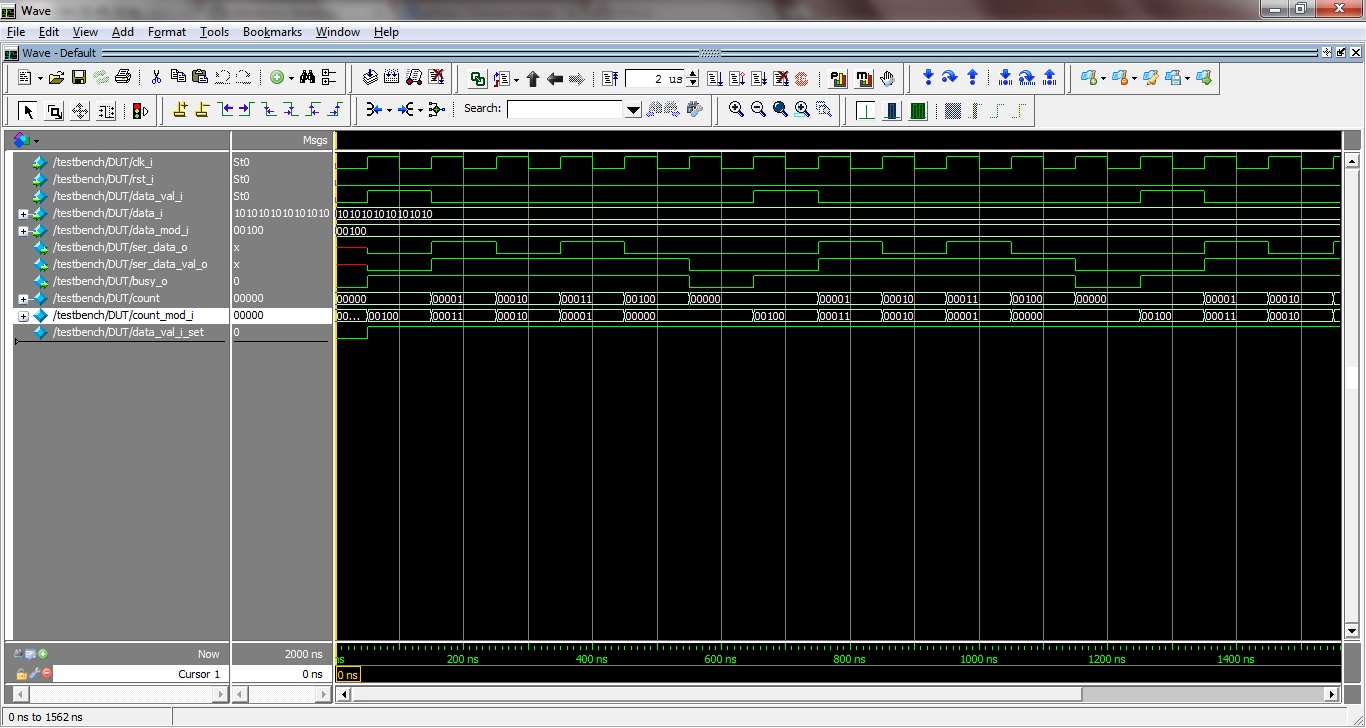 Wave
File Edit View Add Format Tools Bookmarks Window Help
Wave - Default
2 us
Search:
Msgs
/testbench/DUT/clk_i St0
/testbench/DUT/rst_i St0
/testbench/DUT/data_val_i St0
/testbench/DUT/data_i 1010101010101010 1010101010101010
/testbench/DUT/data_mod_i 00100 00100
/testbench/DUT/ser_data_o x
/testbench/DUT/ser_data_val_o x
/testbench/DUT/busy_o 0
/testbench/DUT/count 00000 00000 00001 00010 00011 00100 00000 00001 00010 00011 00100 00000 00001 00010
/testbench/DUT/count_mod_i 00000 00... 00100 00011 00010 00001 00000 00100 00011 00010 00001 00000 00100 00011 00010
/testbench/DUT/data_val_i_set 0
Now 2000 ns ns 200 ns 400 ns 600 ns 800 ns 1000 ns 1200 ns 1400 ns
Cursor 1 0 ns 0 ns
0 ns to 1562 ns